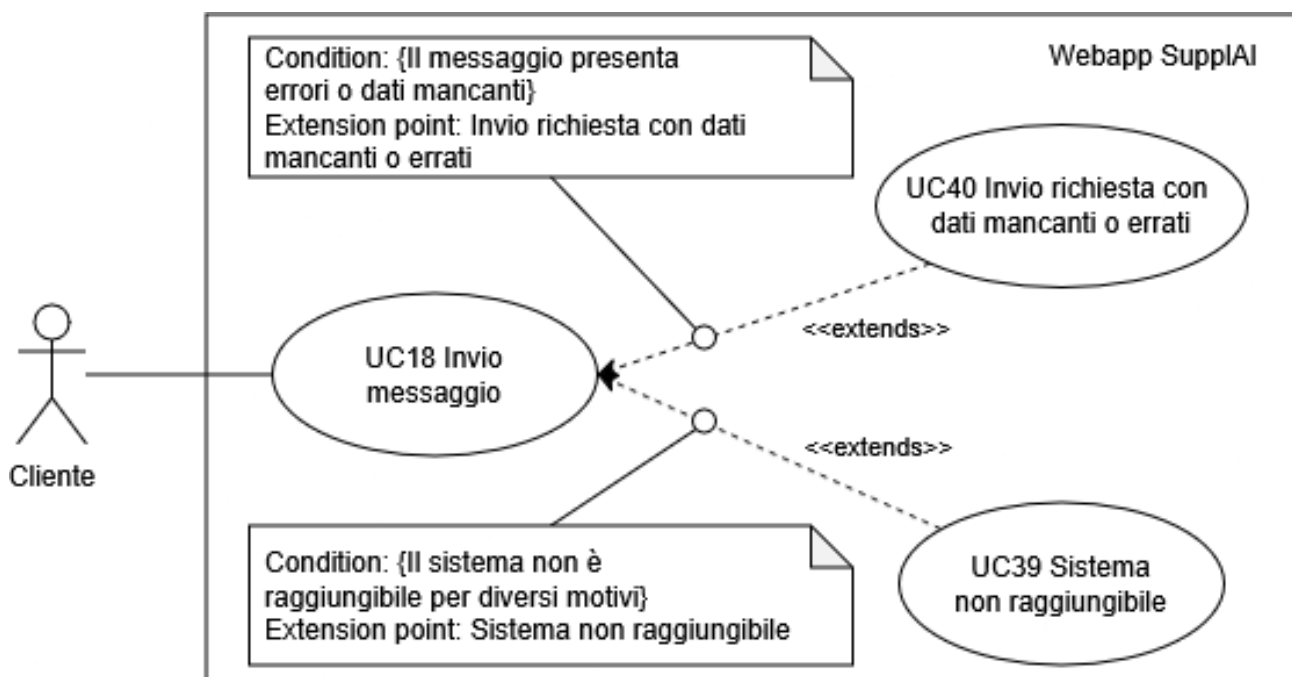 Condition: {Il messaggio presenta
errori o dati mancanti}
Extension point: Invio richiesta con dati
mancanti o errati
Webapp SupplAI
UC40 Invio richiesta con
dati mancanti o errati
<<extends>>
UC18 Invio
messaggio
Cliente
<<extends>>
Condition: {Il sistema non è
raggiungibile per diversi motivi}
Extension point: Sistema non raggiungibile
UC39 Sistema
non raggiungibile